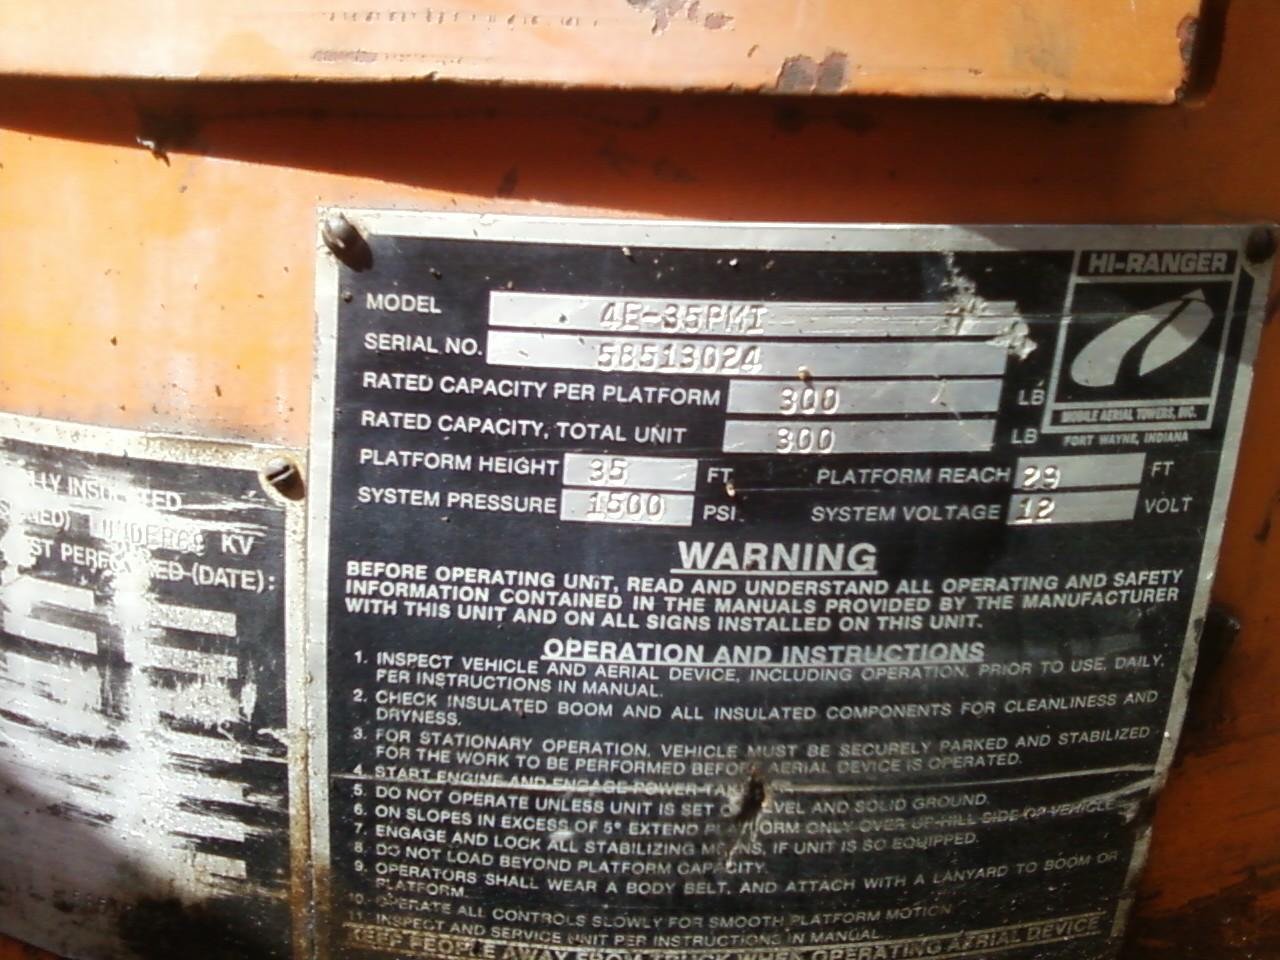 HI-RANGER
MOBILE AERIAL TOWERS, INC.
FORT WAYNE, INDIANA
MODEL 4E-35PMI
SERIAL NO. 58513024
RATED CAPACITY PER PLATFORM 300 LB
RATED CAPACITY, TOTAL UNIT 300 LB
PLATFORM HEIGHT 35 FT PLATFORM REACH 29 FT
SYSTEM PRESSURE 1500 PSI SYSTEM VOLTAGE 12 VOLT
WARNING
BEFORE OPERATING UNIT, READ AND UNDERSTAND ALL OPERATING AND SAFETY
INFORMATION CONTAINED IN THE MANUALS PROVIDED BY THE MANUFACTURER
WITH THIS UNIT AND ON ALL SIGNS INSTALLED ON THIS UNIT.
OPERATION AND INSTRUCTIONS
1. INSPECT VEHICLE AND AERIAL DEVICE, INCLUDING OPERATION, PRIOR TO USE, DAILY,
PER INSTRUCTIONS IN MANUAL.
2. CHECK INSULATED BOOM AND ALL INSULATED COMPONENTS FOR CLEANLINESS AND
DRYNESS.
3. FOR STATIONARY OPERATION, VEHICLE MUST BE SECURELY PARKED AND STABILIZED
FOR THE WORK TO BE PERFORMED BEFORE AERIAL DEVICE IS OPERATED.
4. START ENGINE AND ENGAGE POWER
5. DO NOT OPERATE UNLESS UNIT IS SET LEVEL AND SOLID GROUND.
6. ON SLOPES IN EXCESS OF 5° EXTEND PLATFORM ONLY OVER UP-HILL SIDE OF VEHICLE
7. ENGAGE AND LOCK ALL STABILIZING MEANS, IF UNIT IS SO EQUIPPED.
8. DO NOT LOAD BEYOND PLATFORM CAPACITY.
9. OPERATORS SHALL WEAR A BODY BELT, AND ATTACH WITH A LANYARD TO BOOM OR
PLATFORM.
10. OPERATE ALL CONTROLS SLOWLY FOR SMOOTH PLATFORM MOTION
11. INSPECT AND SERVICE UNIT PER INSTRUCTIONS IN MANUAL
KEEP PEOPLE AWAY FROM TRUCK WHEN OPERATING AERIAL DEVICE
UNDER69 KV
(DATE):